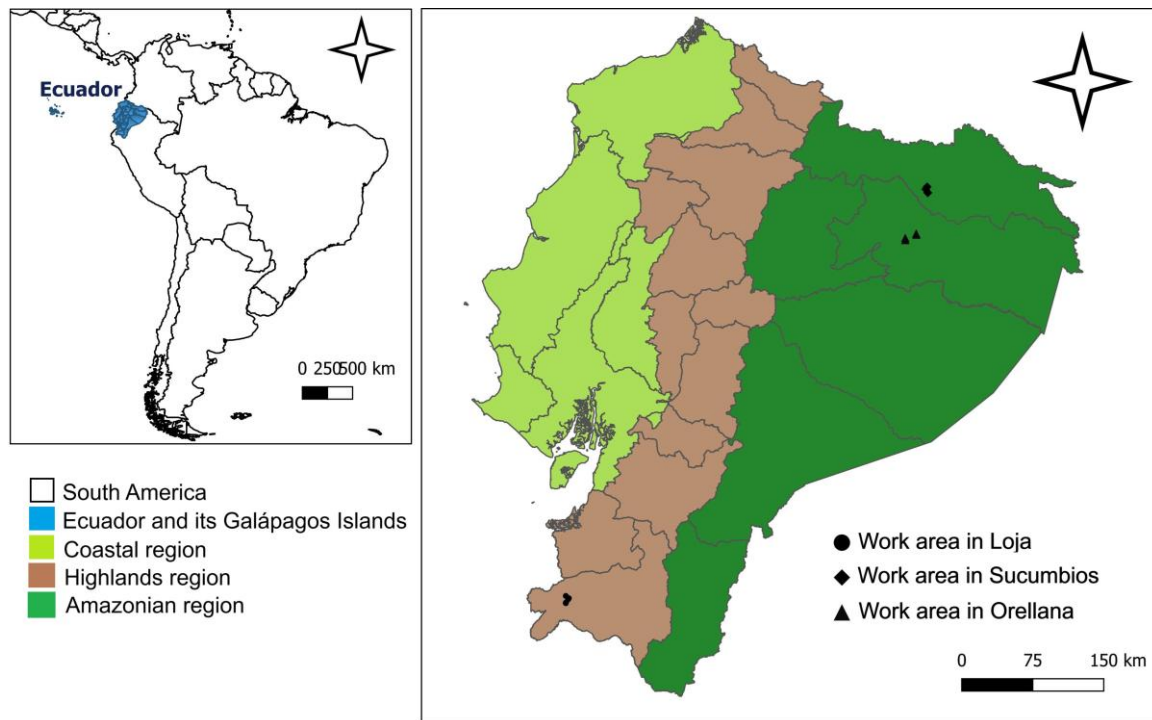 Ecuador
0 250500 km
South America
Ecuador and its Galápagos Islands
Coastal region
Highlands region
Amazonian region
Work area in Loja
Work area in Sucumbios
Work area in Orellana
0 75 150 km